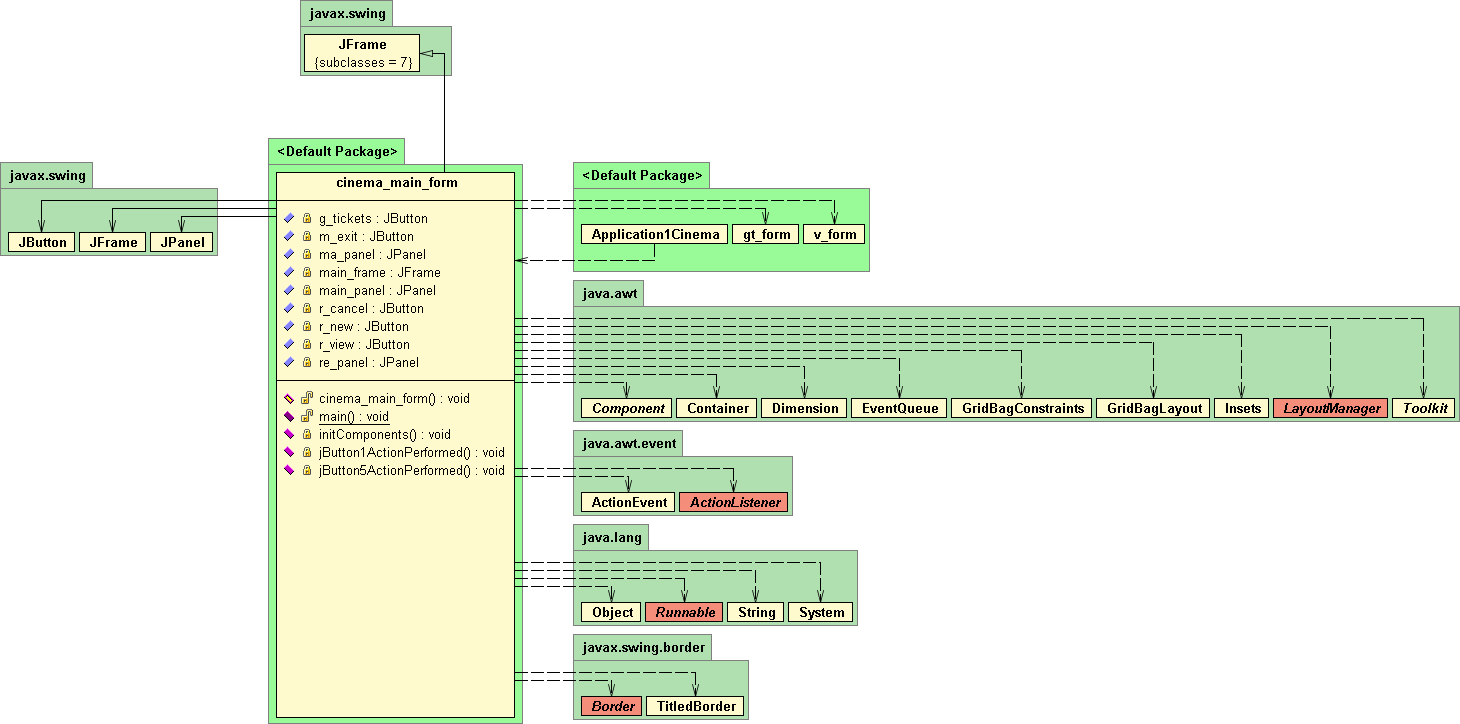 javax.swing
JFrame
{subclasses = 7}
<Default Package>
javax.swing
JButton
JFrame
JPanel
cinema_main_form
g_tickets : JButton
m_exit : JButton
ma_panel : JPanel
main_frame : JFrame
main_panel : JPanel
r_cancel : JButton
r_new : JButton
r_view : JButton
re_panel : JPanel
cinema_main_form() : void
main() : void
initComponents() : void
jButton1ActionPerformed() : void
jButton5ActionPerformed() : void
<Default Package>
Application1Cinema
gt_form
v_form
java.awt
Component
Container
Dimension
EventQueue
GridBagConstraints
GridBagLayout
Insets
LayoutManager
Toolkit
java.awt.event
ActionEvent
ActionListener
java.lang
Object
Runnable
String
System
javax.swing.border
Border
TitledBorder